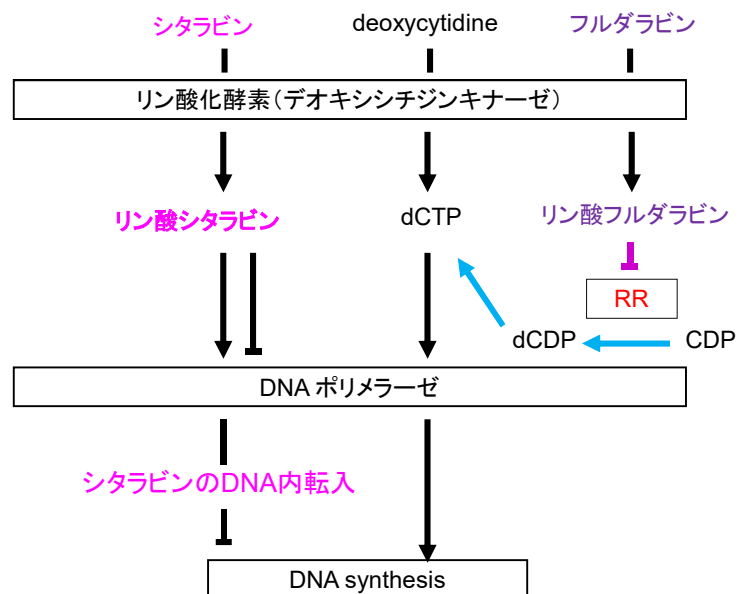 シタラビン
deoxycytidine
フルダラビン
リン酸化酵素(デオキシシチジンキナーゼ)
リン酸シタラビン
dCTP
リン酸フルダラビン
RR
dCDP
CDP
DNA ポリメラーゼ
シタラビンのDNA内転入
DNA synthesis